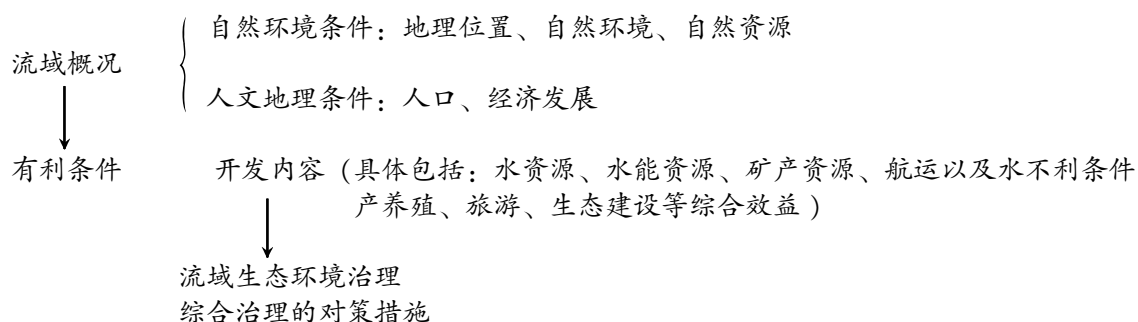 自然环境条件：地理位置、自然环境、自然资源
流域概况
人文地理条件：人口、经济发展
有利条件 开发内容（具体包括：水资源、水能资源、矿产资源、航运以及水不利条件
产养殖、旅游、生态建设等综合效益）
流域生态环境治理
综合治理的对策措施